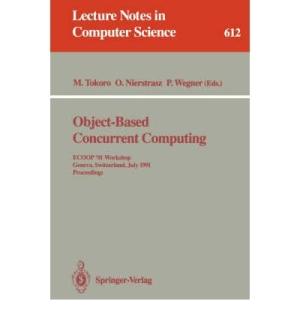 Lecture Notes in
Computer Science
612
M. Tokoro O. Nierstrasz P. Wegner (Eds.)
Object-Based
Concurrent Computing
ECOOP '91 Workshop
Geneva, Switzerland, July 1991
Proceedings
Springer-Verlag